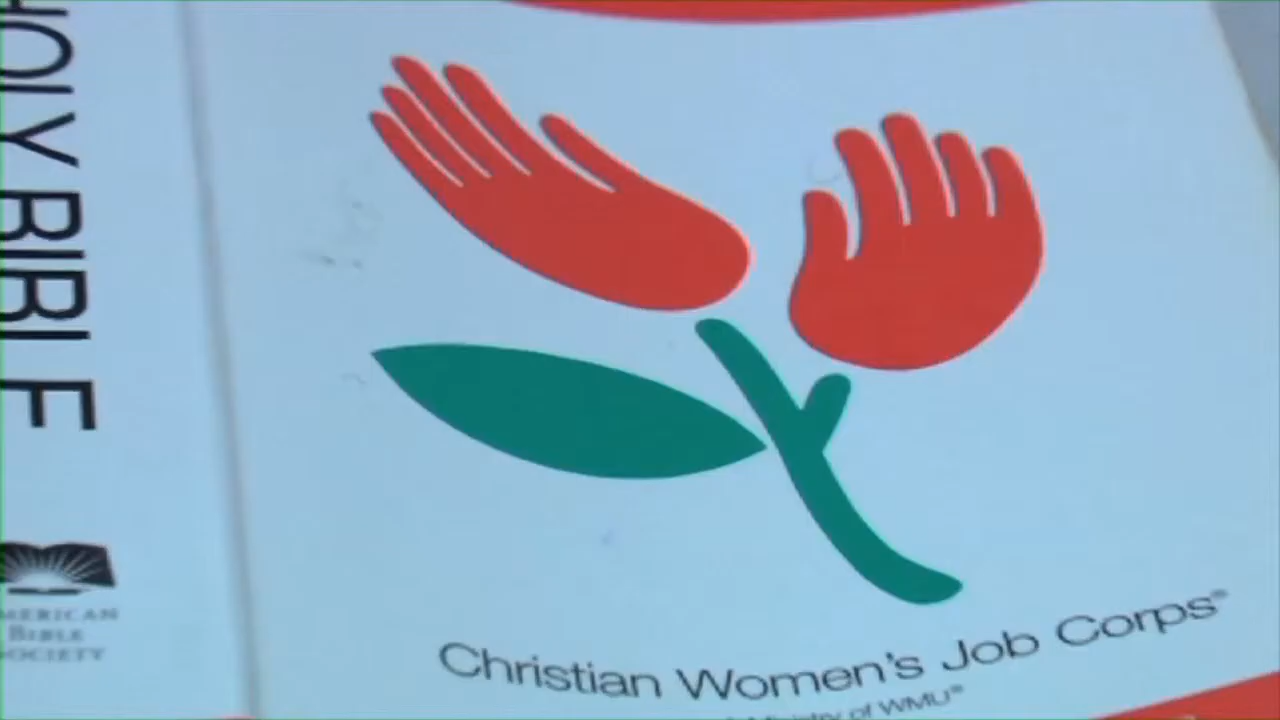 HOLY BIBLE
AMERICAN
BIBLE
SOCIETY
Christian Women's Job Corps®
Ministry of WMU®